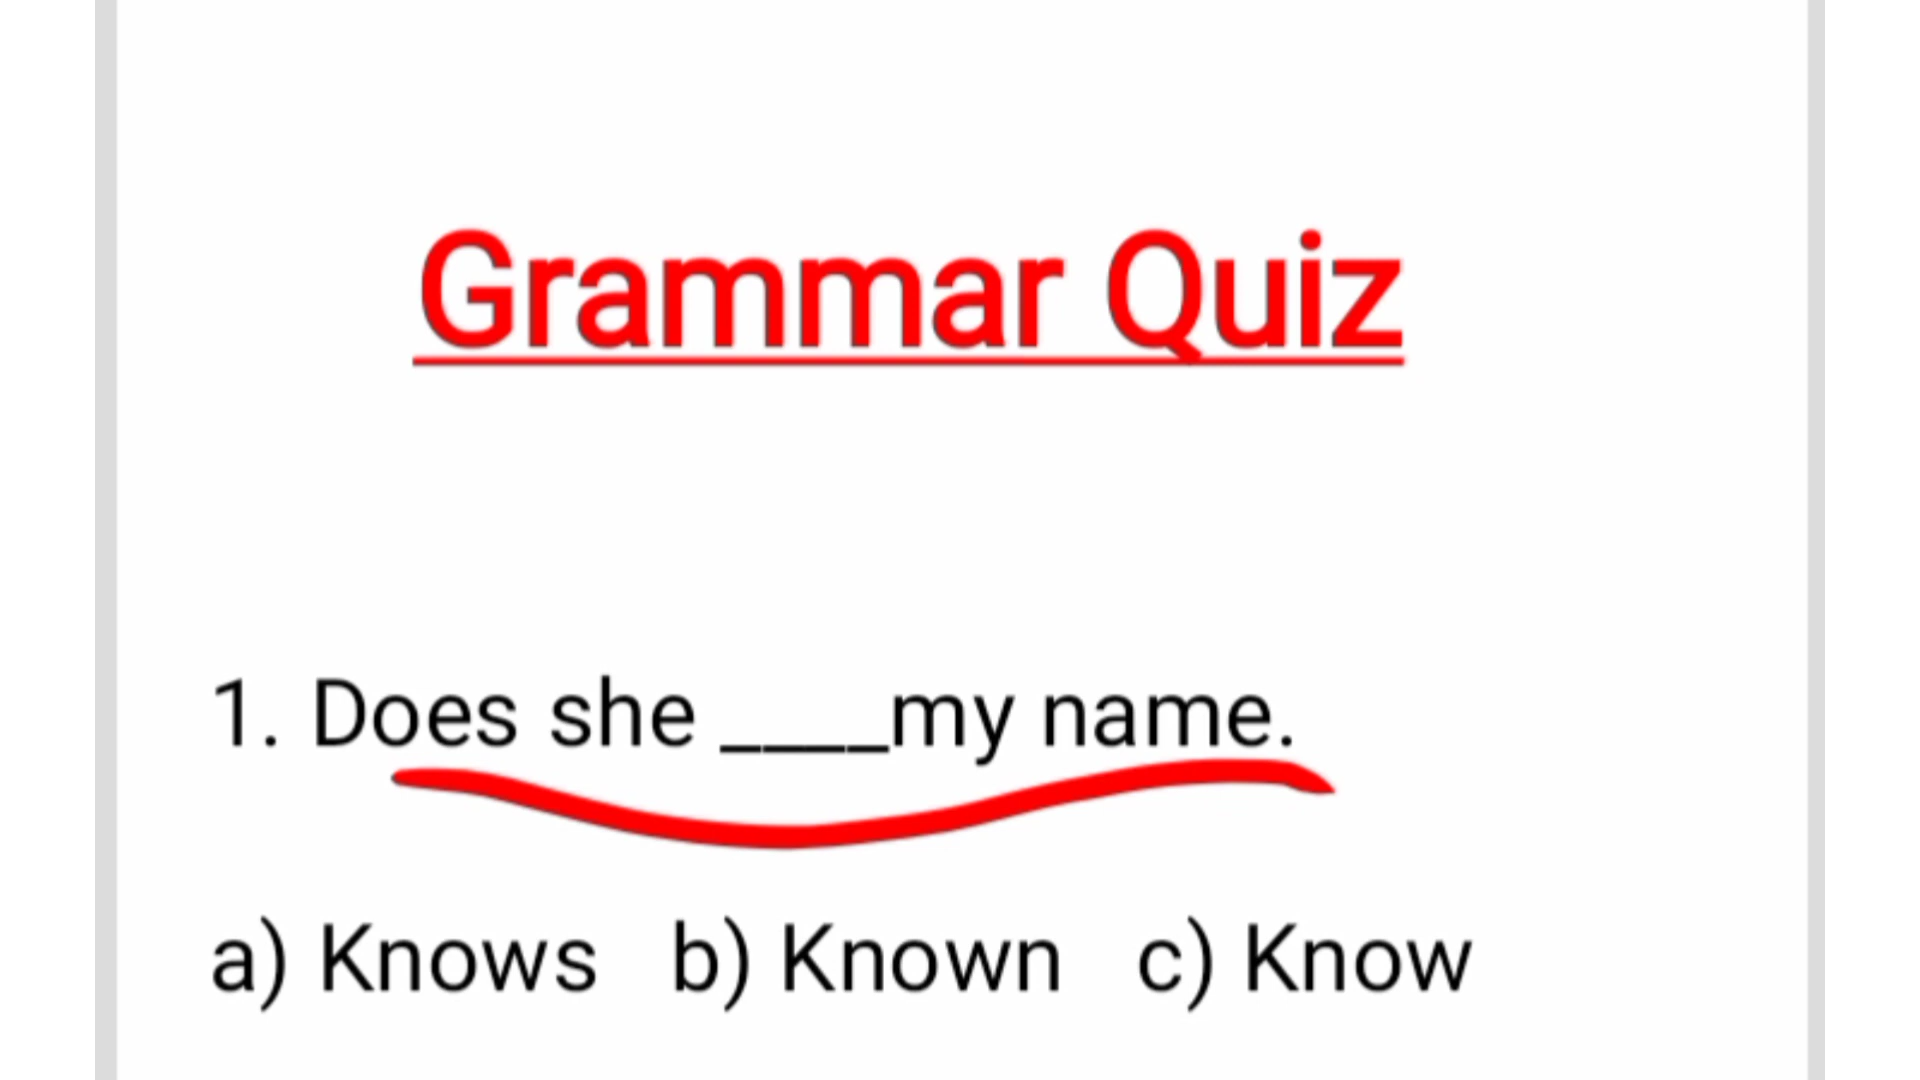 Grammar Quiz
1. Does she ____my name.
a) Knows b) Known c) Know